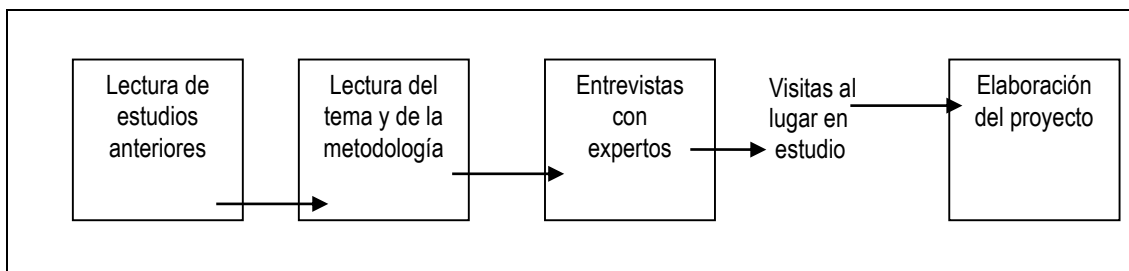 Lectura de
estudios
anteriores
Lectura del
tema y de la
metodología
Entrevistas
con
expertos
Visitas al
lugar en
estudio
Elaboración
del proyecto